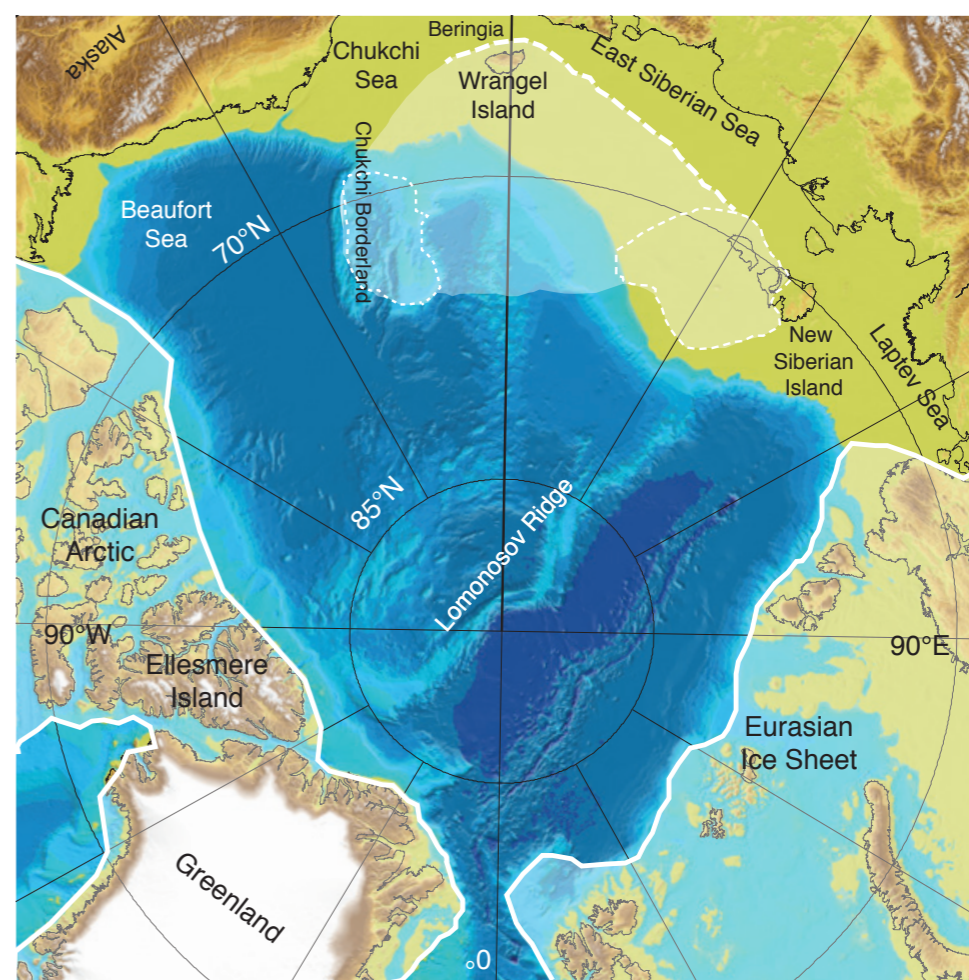 Beringia
Alaska
Chukchi
Sea
East Siberian Sea
Wrangel
Island
Chukchi Borderland
Beaufort
Sea
70°N
New
Siberian
Island
Laptev Sea
85°N
Lomonosov Ridge
Canadian
Arctic
90°W
90°E
Ellesmere
Island
Eurasian
Ice Sheet
Greenland
°0